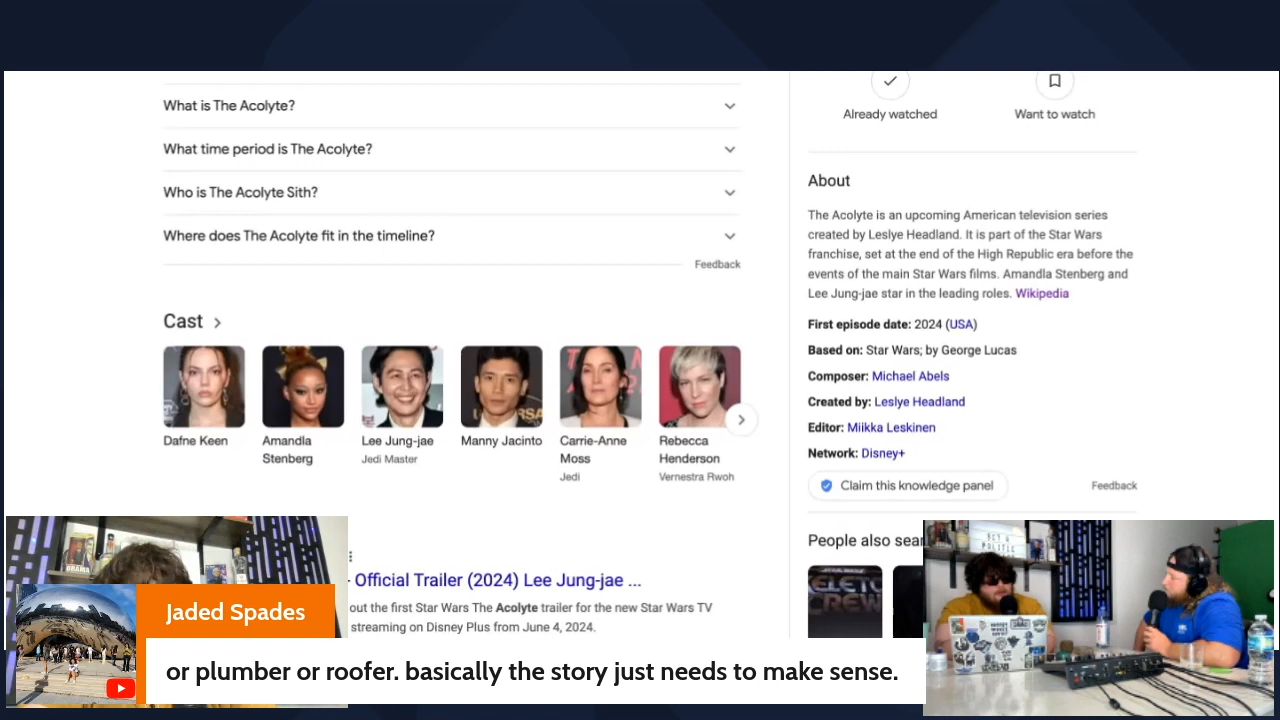 What is The Acolyte?
What time period is The Acolyte?
Who is The Acolyte Sith?
Where does The Acolyte fit in the timeline?
Feedback
Cast
Dafne Keen
Amandla
Stenberg
Lee Jung-jae
Jedi Master
Manny Jacinto
Carrie-Anne
Moss
Jedi
Rebecca
Henderson
Vernestra Rwoh
Official Trailer (2024) Lee Jung-jae ...
out the first Star Wars The Acolyte trailer for the new Star Wars TV
streaming on Disney Plus from June 4, 2024.
Already watched
Want to watch
About
The Acolyte is an upcoming American television series
created by Leslye Headland. It is part of the Star Wars
franchise, set at the end of the High Republic era before the
events of the main Star Wars films. Amandla Stenberg and
Lee Jung-jae star in the leading roles. Wikipedia
First episode date: 2024 (USA)
Based on: Star Wars; by George Lucas
Composer: Michael Abels
Created by: Leslye Headland
Editor: Miikka Leskinen
Network: Disney+
Claim this knowledge panel
Feedback
People also sear
Jaded Spades
or plumber or roofer. basically the story just needs to make sense.